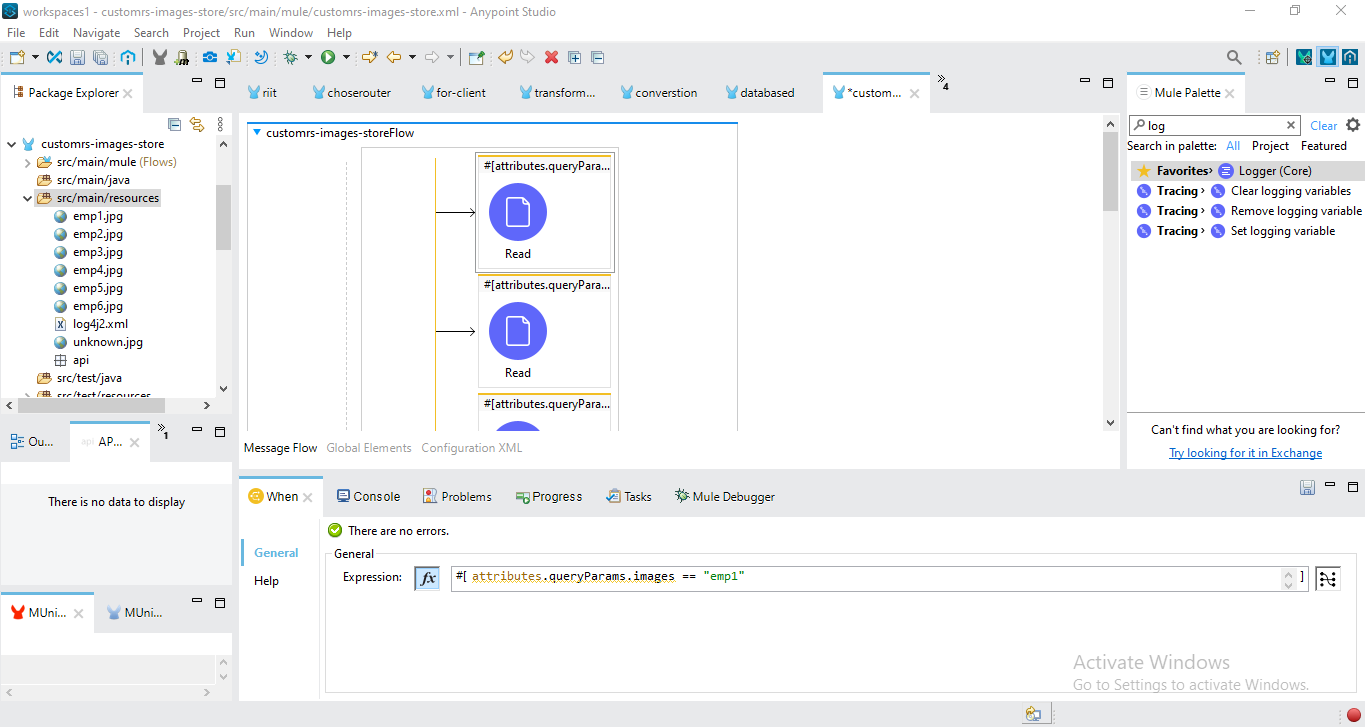 workspaces1 - customrs-images-store/src/main/mule/customrs-images-store.xml - Anypoint Studio
File Edit Navigate Search Project Run Window Help
Package Explorer
riit
choserouter
for-client
transform...
converstion
databased
*custom...
»4
Mule Palette
customrs-images-store
src/main/mule (Flows)
src/main/java
src/main/resources
emp1.jpg
emp2.jpg
emp3.jpg
emp4.jpg
emp5.jpg
emp6.jpg
log4j2.xml
unknown.jpg
api
src/test/java
src/test/resources
customrs-images-storeFlow
#[attributes.queryPara...
Read
#[attributes.queryPara...
Read
#[attributes.queryPara...
Message Flow Global Elements Configuration XML
log
Clear
Search in palette: All Project Featured
Favorites› Logger (Core)
Tracing › Clear logging variables
Tracing › Remove logging variable
Tracing › Set logging variable
Can't find what you are looking for?
Try looking for it in Exchange
Ou...
api AP...
»1
There is no data to display
MUni...
MUni...
When
Console
Problems
Progress
Tasks
Mule Debugger
There are no errors.
General
Help
General
Expression: fx #[ attributes.queryParams.images == "emp1" ]
Activate Windows
Go to Settings to activate Windows.